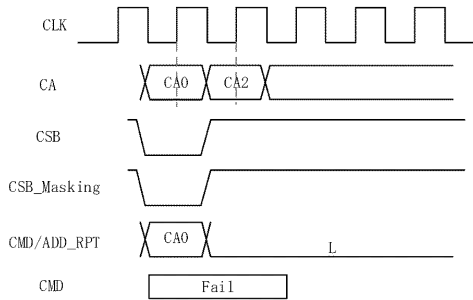 CLK
CA CA0 CA2
CSB
CSB_Masking
CMD/ADD_RPT CA0 L
CMD Fail